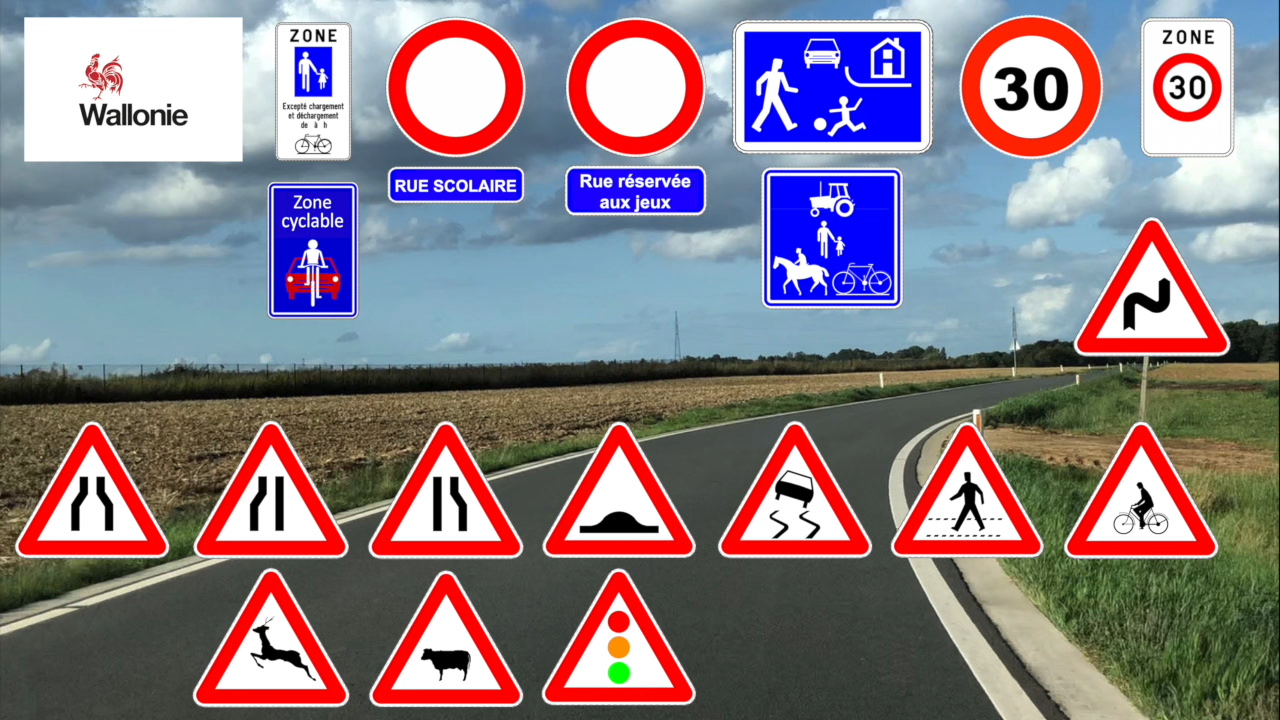 Wallonie
ZONE
Excepté chargement
et déchargement
de à h
RUE SCOLAIRE
Rue réservée
aux jeux
30
ZONE
30
Zone
cyclable